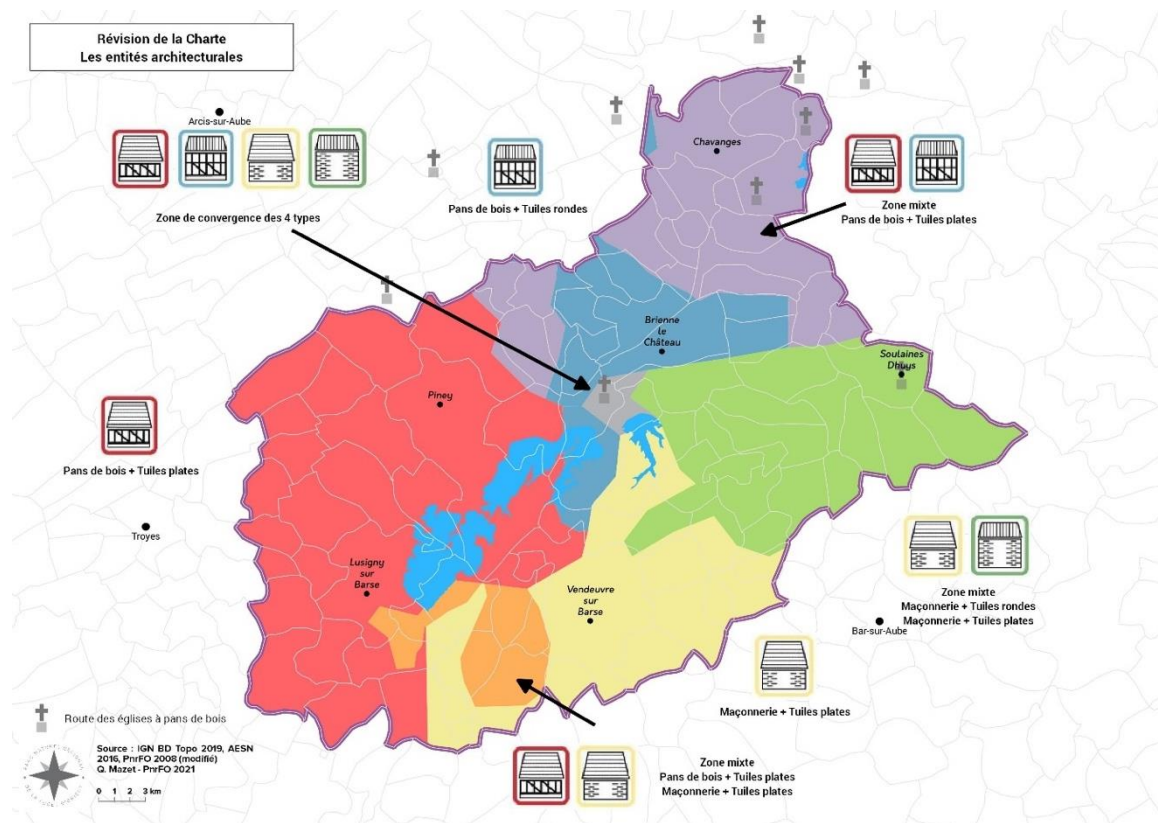 Révision de la Charte
Les entités architecturales
Arcis-sur-Aube
Zone de convergence des 4 types
Pans de bois + Tuiles rondes
Chavanges
Zone mixte
Pans de bois + Tuiles plates
Brienne
le
Château
Soulaines
Dhuys
Piney
Pans de bois + Tuiles plates
Troyes
Lusigny
sur
Barse
Vendeuvre
sur
Barse
Zone mixte
Maçonnerie + Tuiles rondes
Maçonnerie + Tuiles plates
Bar-sur-Aube
Maçonnerie + Tuiles plates
Route des églises à pans de bois
Source : IGN BD Topo 2019, AESN
2016, PnrFO 2008 (modifié)
Q. Mazet - PnrFO 2021
0 1 2 3 km
Zone mixte
Pans de bois + Tuiles plates
Maçonnerie + Tuiles plates